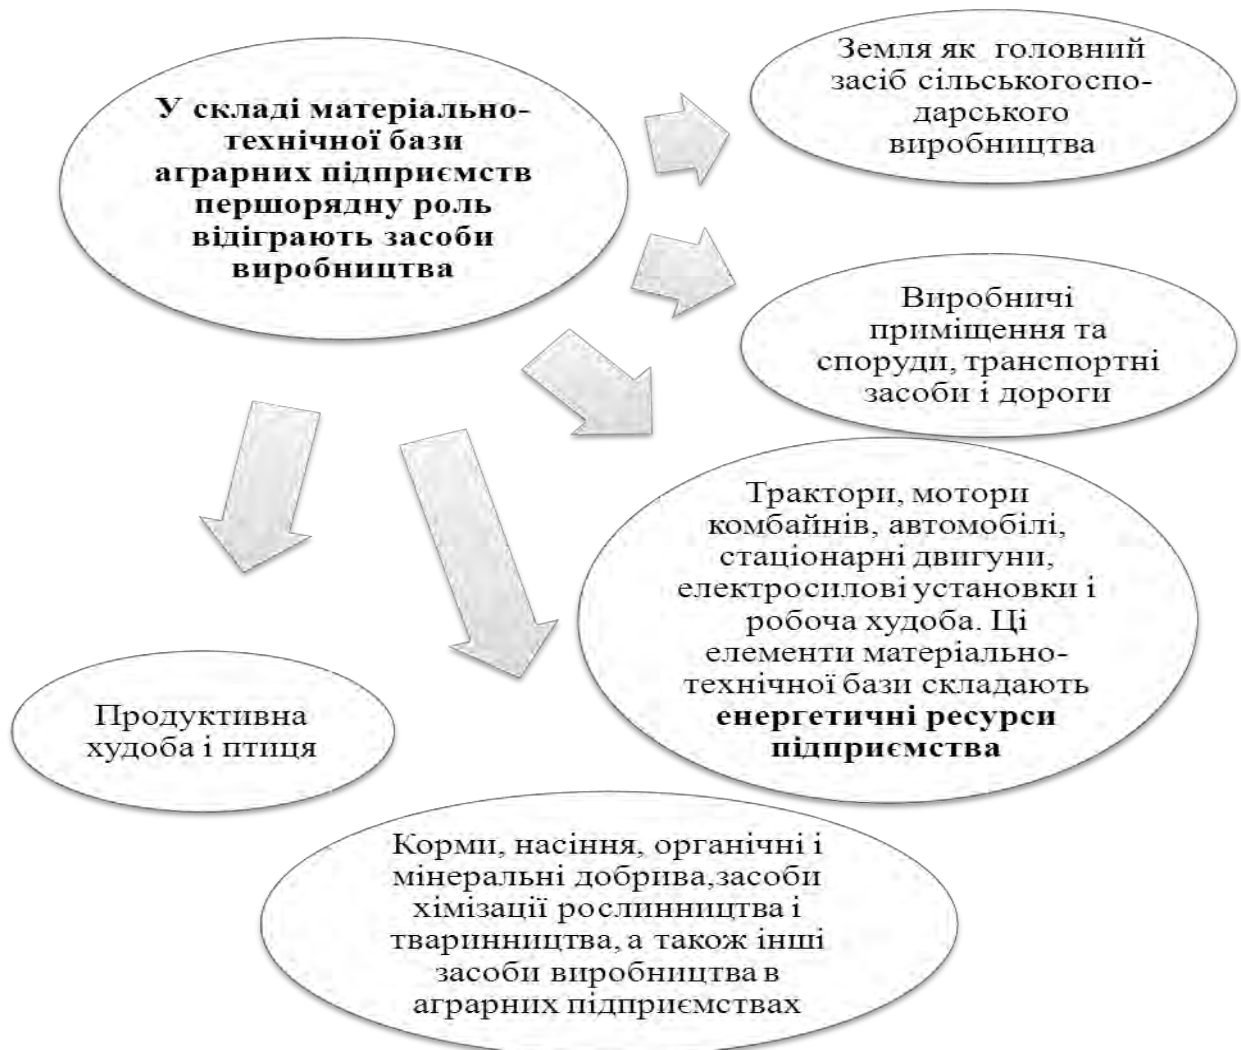 У складі матеріально-
технічної бази
аграрних підприємств
першорядну роль
відіграють засоби
виробництва
Земля як головний
засіб сільськогоспо-
дарського
виробництва
Виробничі
приміщення та
споруди, транспортні
засоби і дороги
Трактори, мотори
комбайнів, автомобілі,
стаціонарні двигуни,
електросилові установки і
робоча худоба. Ці
елементи матеріально-
технічної бази складають
енергетичні ресурси
підприємства
Продуктивна
худоба і птиця
Корми, насіння, органічні і
мінеральні добрива,засоби
хімізації рослинництва і
тваринництва, а також інші
засоби виробництва в
аграрних підприємствах